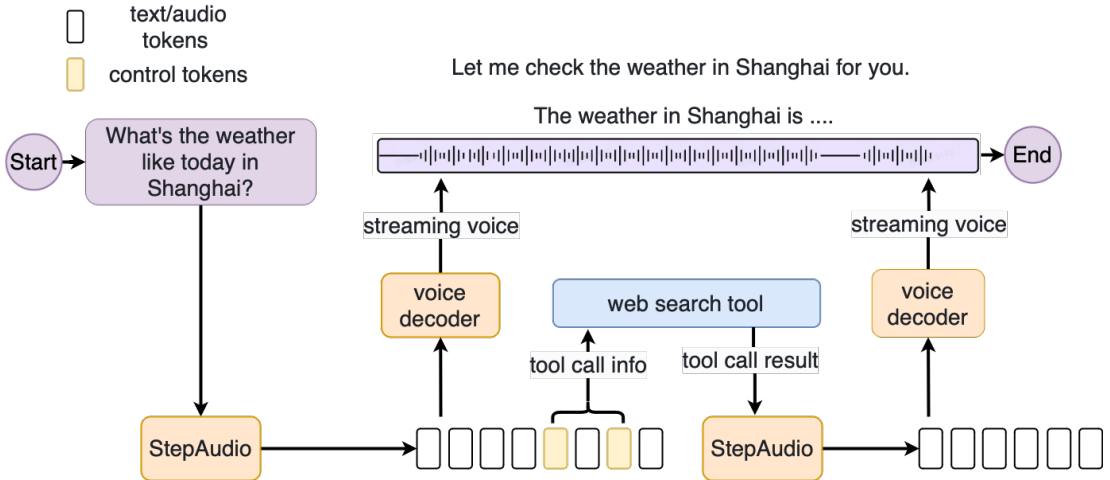 text/audio
tokens
control tokens
Let me check the weather in Shanghai for you.
The weather in Shanghai is ....
Start
What's the weather
like today in
Shanghai?
End
streaming voice
streaming voice
voice
decoder
web search tool
voice
decoder
tool call info
tool call result
StepAudio
StepAudio